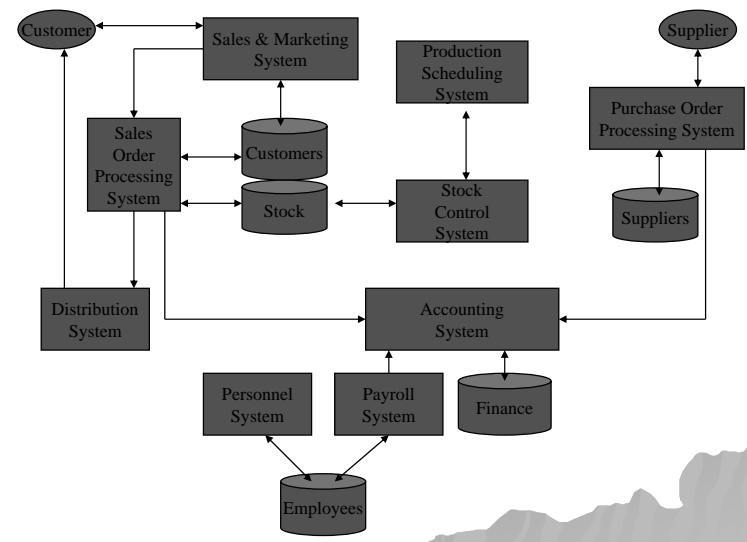 Customer
Sales & Marketing
System
Production
Scheduling
System
Supplier
Purchase Order
Processing System
Sales
Order
Processing
System
Customers
Stock
Stock
Control
System
Suppliers
Distribution
System
Accounting
System
Personnel
System
Payroll
System
Finance
Employees